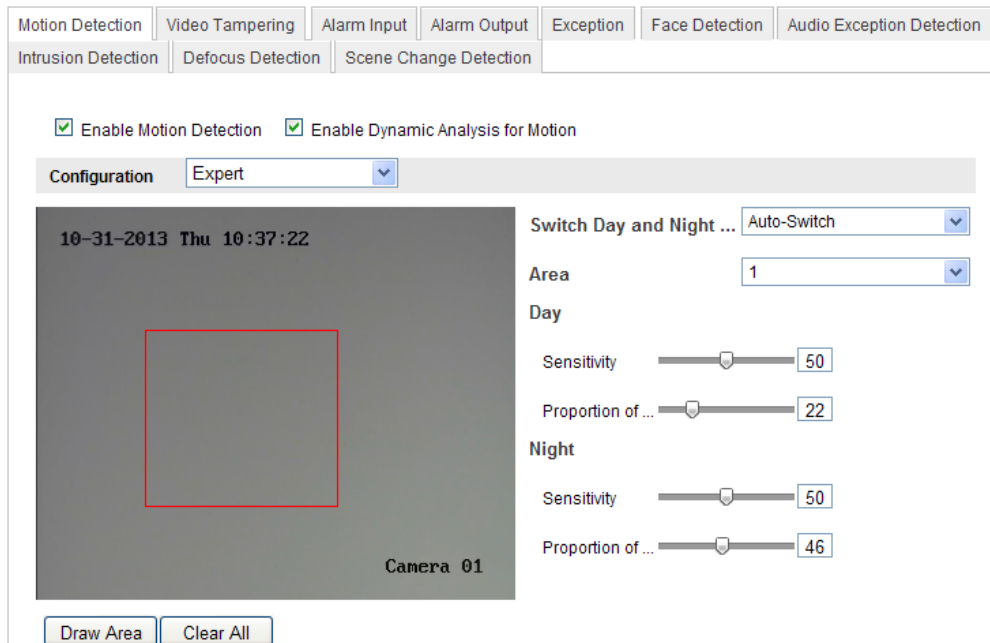 Motion Detection Video Tampering Alarm Input Alarm Output Exception Face Detection Audio Exception Detection
Intrusion Detection Defocus Detection Scene Change Detection
Enable Motion Detection Enable Dynamic Analysis for Motion
Configuration Expert
10-31-2013 Thu 10:37:22
Camera 01
Switch Day and Night ... Auto-Switch
Area 1
Day
Sensitivity 50
Proportion of ... 22
Night
Sensitivity 50
Proportion of ... 46
Draw Area Clear All